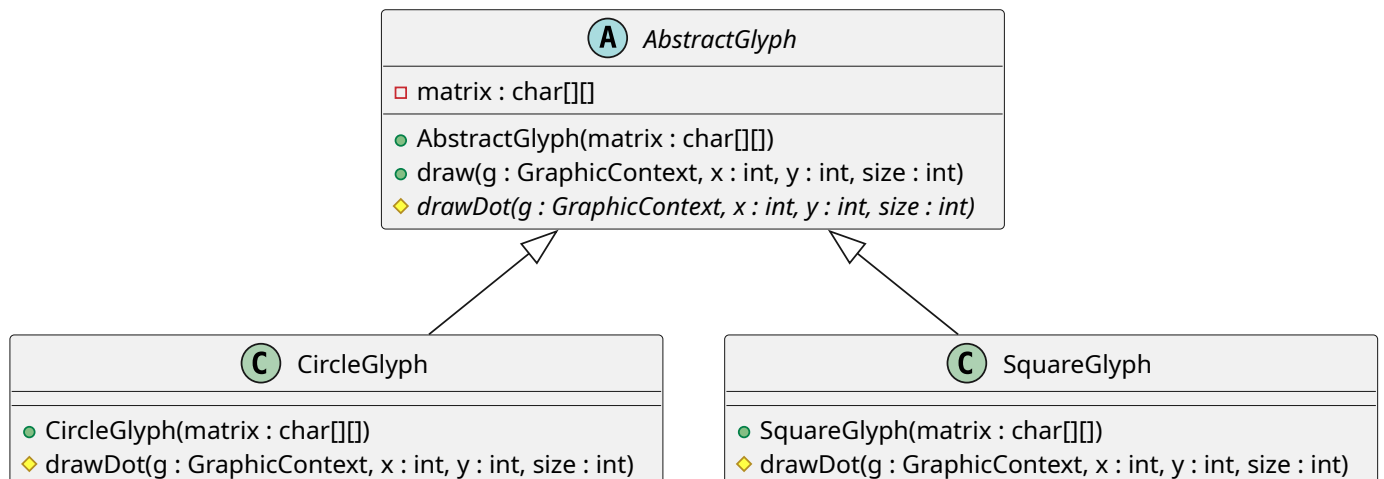 A AbstractGlyph
matrix : char[][]
AbstractGlyph(matrix : char[][])
draw(g : GraphicContext, x : int, y : int, size : int)
drawDot(g : GraphicContext, x : int, y : int, size : int)
C CircleGlyph
CircleGlyph(matrix : char[][])
drawDot(g : GraphicContext, x : int, y : int, size : int)
C SquareGlyph
SquareGlyph(matrix : char[][])
drawDot(g : GraphicContext, x : int, y : int, size : int)